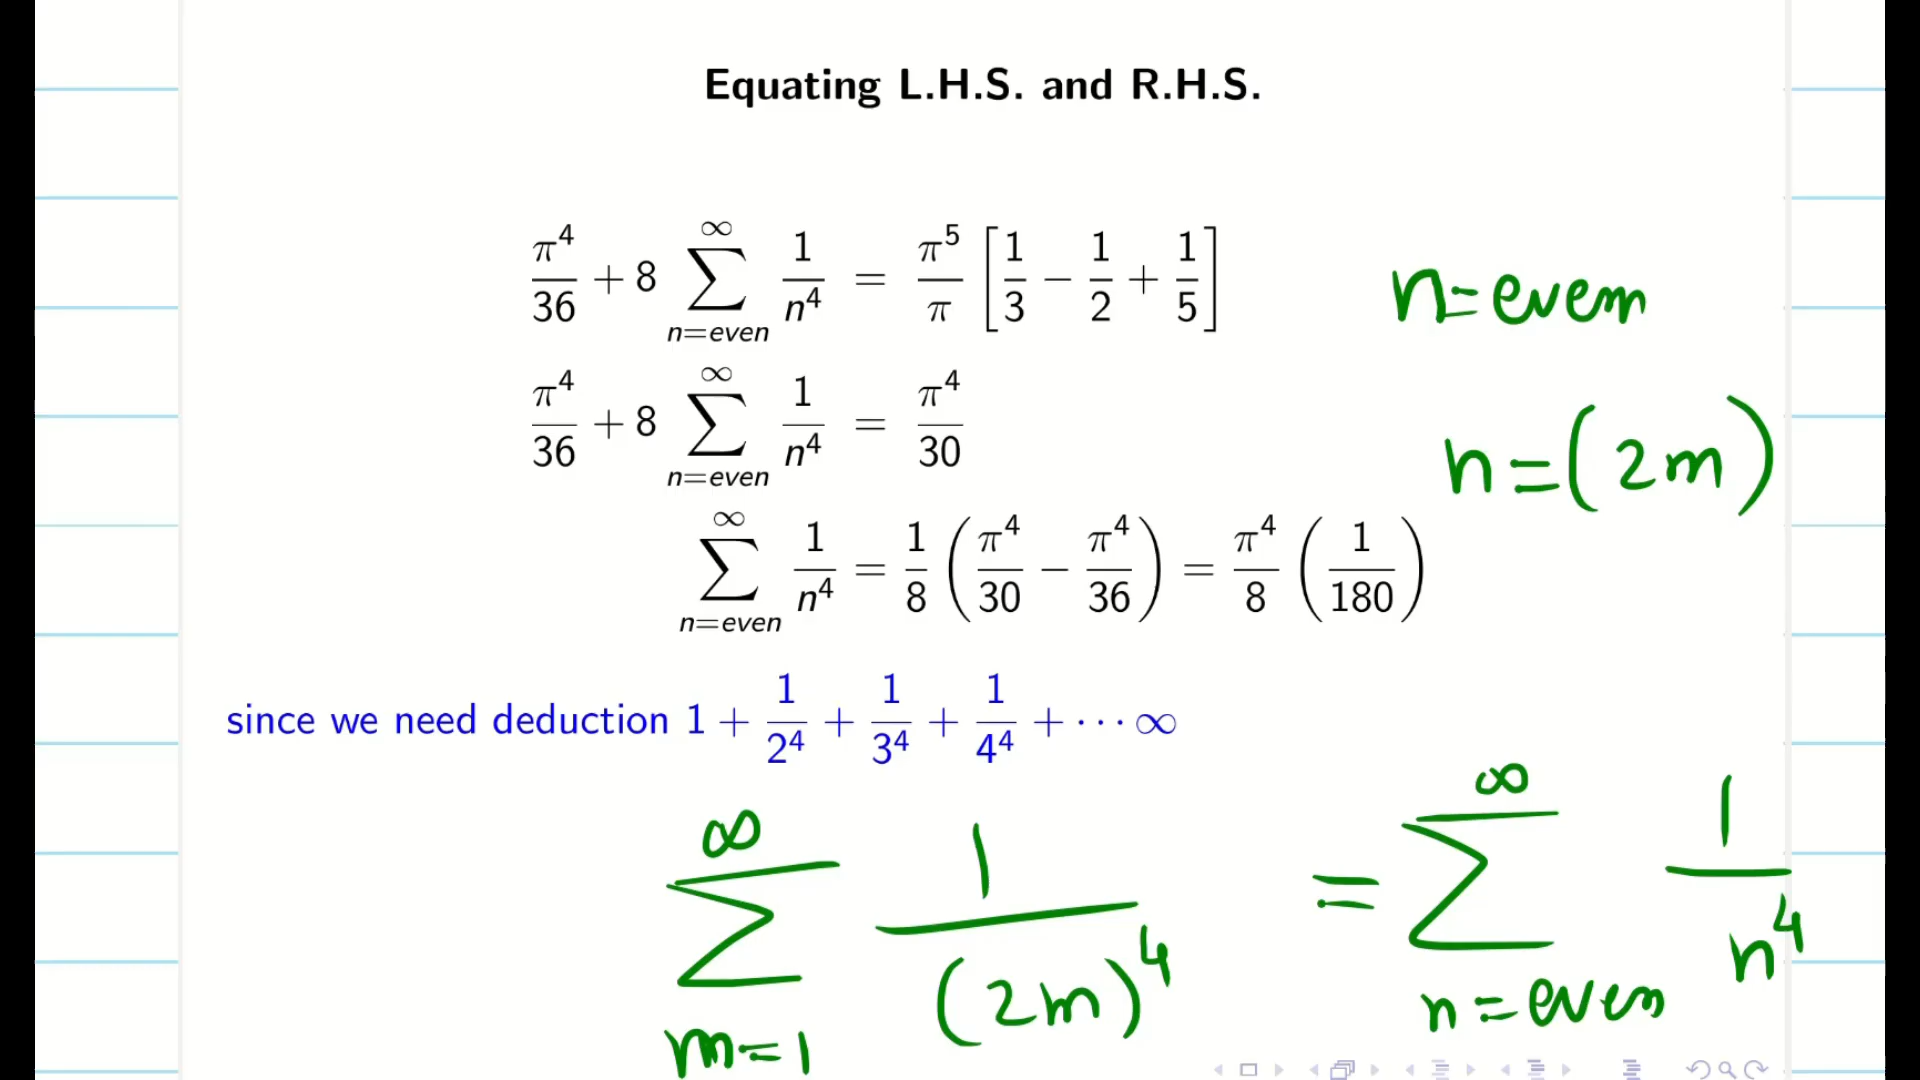 Equating L.H.S. and R.H.S.
π⁴/36 + 8 ∑_{n=even}^{∞} 1/n⁴ = π⁵/π [1/3 − 1/2 + 1/5]
n=even
π⁴/36 + 8 ∑_{n=even}^{∞} 1/n⁴ = π⁴/30
n=(2m)
∑_{n=even}^{∞} 1/n⁴ = 1/8 (π⁴/30 − π⁴/36) = π⁴/8 (1/180)
since we need deduction 1 + 1/2⁴ + 1/3⁴ + 1/4⁴ + ··· ∞
∑_{m=1}^{∞} 1/(2m)⁴ = ∑_{n=even}^{∞} 1/n⁴